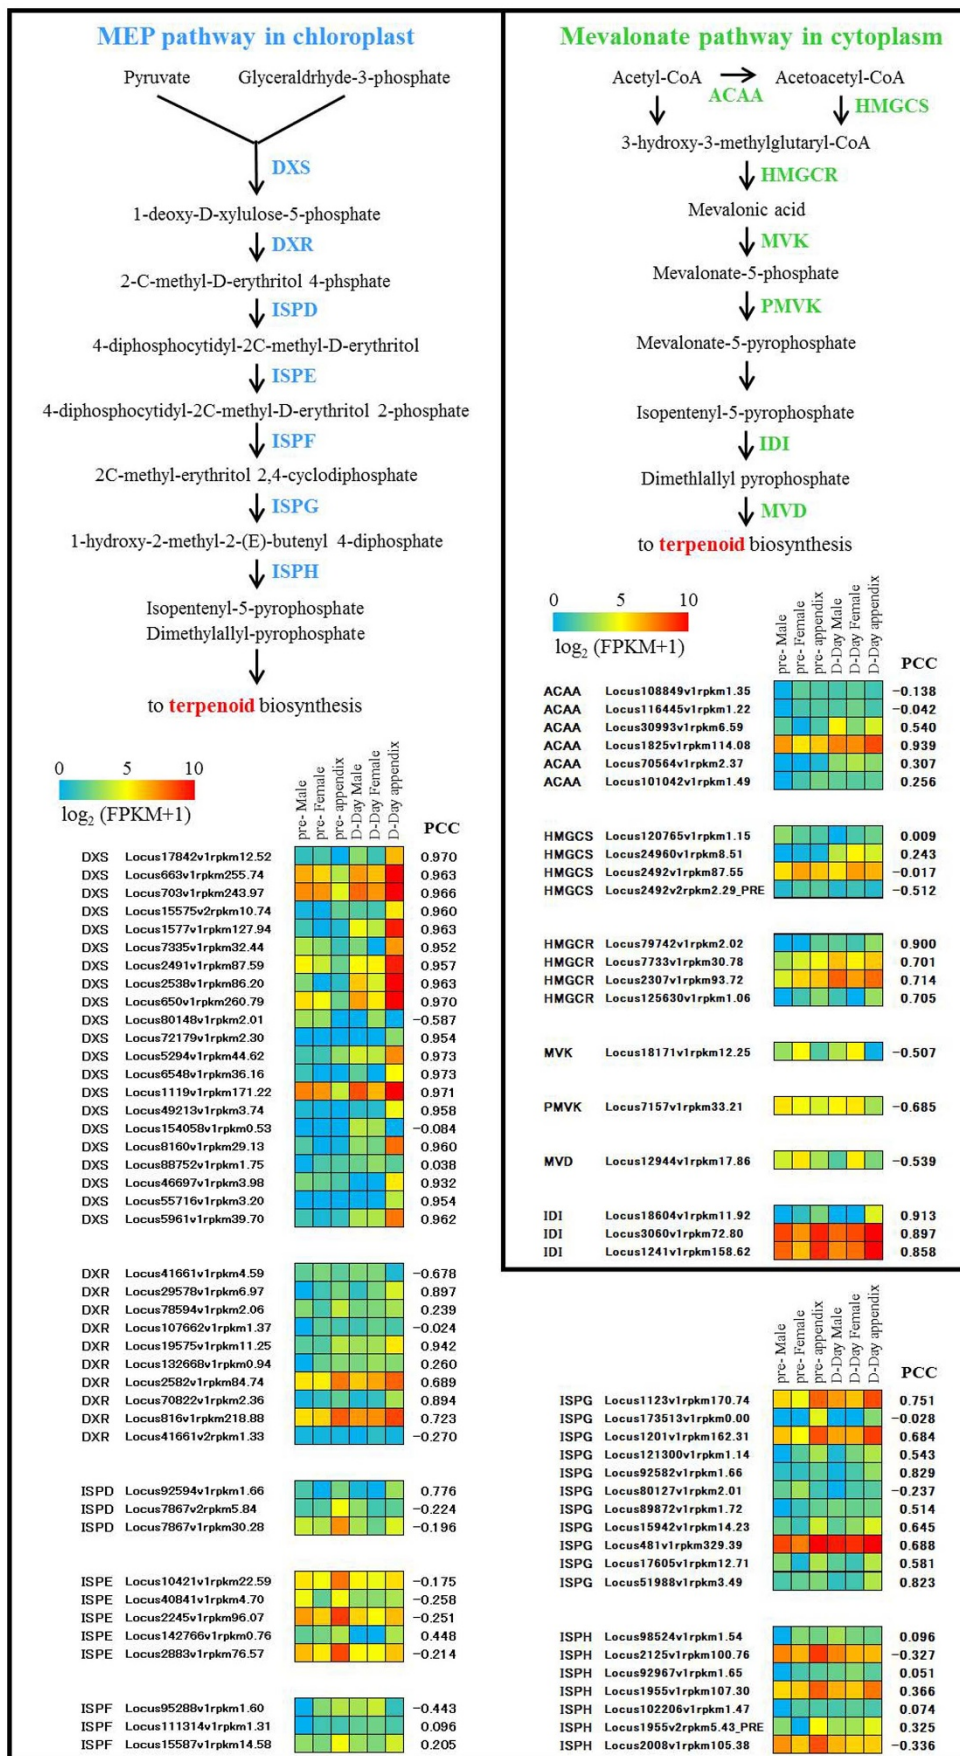 MEP pathway in chloroplast
Pyruvate Glyceraldrhyde-3-phosphate
DXS
1-deoxy-D-xylulose-5-phosphate
DXR
2-C-methyl-D-erythritol 4-phsphate
ISPD
4-diphosphocytidyl-2C-methyl-D-erythritol
ISPE
4-diphosphocytidyl-2C-methyl-D-erythritol 2-phosphate
ISPF
2C-methyl-erythritol 2,4-cyclodiphosphate
ISPG
1-hydroxy-2-methyl-2-(E)-butenyl 4-diphosphate
ISPH
Isopentenyl-5-pyrophosphate
Dimethylallyl-pyrophosphate
to terpenoid biosynthesis
0 5 10
log2 (FPKM+1)
pre- Male
pre- Female
pre- appendix
D-Day Male
D-Day Female
D-Day appendix
PCC
DXS Locus17842v1rpkm12.52 0.970
DXS Locus663v1rpkm255.74 0.963
DXS Locus703v1rpkm243.97 0.966
DXS Locus15575v2rpkm10.74 0.960
DXS Locus1577v1rpkm127.94 0.963
DXS Locus7335v1rpkm32.44 0.952
DXS Locus2491v1rpkm87.59 0.957
DXS Locus2538v1rpkm86.20 0.963
DXS Locus650v1rpkm260.79 0.970
DXS Locus80148v1rpkm2.01 −0.587
DXS Locus72179v1rpkm2.30 0.954
DXS Locus5294v1rpkm44.62 0.973
DXS Locus6548v1rpkm36.16 0.973
DXS Locus1119v1rpkm171.22 0.971
DXS Locus49213v1rpkm3.74 0.958
DXS Locus154058v1rpkm0.53 −0.084
DXS Locus8160v1rpkm29.13 0.960
DXS Locus88752v1rpkm1.75 0.038
DXS Locus46697v1rpkm3.98 0.932
DXS Locus55716v1rpkm3.20 0.954
DXS Locus5961v1rpkm39.70 0.962
DXR Locus41661v1rpkm4.59 −0.678
DXR Locus29578v1rpkm6.97 0.897
DXR Locus78594v1rpkm2.06 0.239
DXR Locus107662v1rpkm1.37 −0.024
DXR Locus19575v1rpkm11.25 0.942
DXR Locus132668v1rpkm0.94 0.260
DXR Locus2582v1rpkm84.74 0.689
DXR Locus70822v1rpkm2.36 0.894
DXR Locus816v1rpkm218.88 0.723
DXR Locus41661v2rpkm1.33 −0.270
ISPD Locus92594v1rpkm1.66 0.776
ISPD Locus7867v2rpkm5.84 −0.224
ISPD Locus7867v1rpkm30.28 −0.196
ISPE Locus10421v1rpkm22.59 −0.175
ISPE Locus40841v1rpkm4.70 −0.258
ISPE Locus2245v1rpkm96.07 −0.251
ISPE Locus142766v1rpkm0.76 0.448
ISPE Locus2883v1rpkm76.57 −0.214
ISPF Locus95288v1rpkm1.60 −0.443
ISPF Locus111314v1rpkm1.31 0.096
ISPF Locus15587v1rpkm14.58 0.205
Mevalonate pathway in cytoplasm
Acetyl-CoA Acetoacetyl-CoA
ACAA
HMGCS
3-hydroxy-3-methylglutaryl-CoA
HMGCR
Mevalonic acid
MVK
Mevalonate-5-phosphate
PMVK
Mevalonate-5-pyrophosphate
Isopentenyl-5-pyrophosphate
IDI
Dimethlallyl pyrophosphate
MVD
to terpenoid biosynthesis
0 5 10
log2 (FPKM+1)
pre- Male
pre- Female
pre- appendix
D-Day Male
D-Day Female
D-Day appendix
PCC
ACAA Locus108849v1rpkm1.35 −0.138
ACAA Locus116445v1rpkm1.22 −0.042
ACAA Locus30993v1rpkm6.59 0.540
ACAA Locus1825v1rpkm114.08 0.939
ACAA Locus70564v1rpkm2.37 0.307
ACAA Locus101042v1rpkm1.49 0.256
HMGCS Locus120765v1rpkm1.15 0.009
HMGCS Locus24960v1rpkm8.51 0.243
HMGCS Locus2492v1rpkm87.55 −0.017
HMGCS Locus2492v2rpkm2.29_PRE −0.512
HMGCR Locus79742v1rpkm2.02 0.900
HMGCR Locus7733v1rpkm30.78 0.701
HMGCR Locus2307v1rpkm93.72 0.714
HMGCR Locus125630v1rpkm1.06 0.705
MVK Locus18171v1rpkm12.25 −0.507
PMVK Locus7157v1rpkm33.21 −0.685
MVD Locus12944v1rpkm17.86 −0.539
IDI Locus18604v1rpkm11.92 0.913
IDI Locus3060v1rpkm72.80 0.897
IDI Locus1241v1rpkm158.62 0.858
pre- Male
pre- Female
pre- appendix
D-Day Male
D-Day Female
D-Day appendix
PCC
ISPG Locus1123v1rpkm170.74 0.751
ISPG Locus173513v1rpkm0.00 −0.028
ISPG Locus1201v1rpkm162.31 0.684
ISPG Locus121300v1rpkm1.14 0.543
ISPG Locus92582v1rpkm1.66 0.829
ISPG Locus80127v1rpkm2.01 −0.237
ISPG Locus89872v1rpkm1.72 0.514
ISPG Locus15942v1rpkm14.23 0.645
ISPG Locus481v1rpkm329.39 0.688
ISPG Locus17605v1rpkm12.71 0.581
ISPG Locus51988v1rpkm3.49 0.823
ISPH Locus98524v1rpkm1.54 0.096
ISPH Locus2125v1rpkm100.76 −0.327
ISPH Locus92967v1rpkm1.65 0.051
ISPH Locus1955v1rpkm107.30 0.366
ISPH Locus102206v1rpkm1.47 0.074
ISPH Locus1955v2rpkm5.43_PRE 0.325
ISPH Locus2008v1rpkm105.38 −0.336